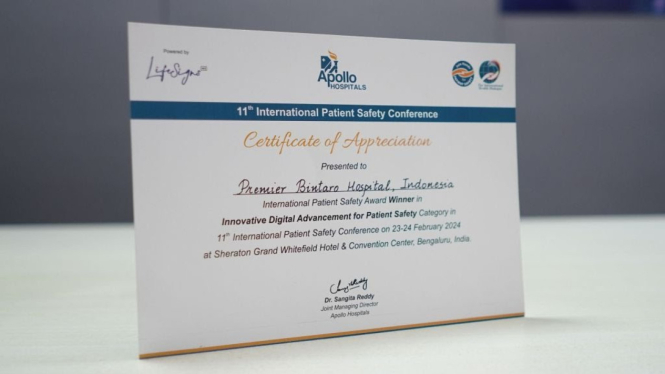 Powered by
LifeSigns
Apollo
HOSPITALS
11th International Patient Safety Conference
Certificate of Appreciation
Presented to
Premier Bintaro Hospital, Indonesia
International Patient Safety Award Winner in
Innovative Digital Advancement for Patient Safety Category in
11th International Patient Safety Conference on 23-24 February 2024
at Sheraton Grand Whitefield Hotel & Convention Center, Bengaluru, India.
Dr. Sangita Reddy
Joint Managing Director
Apollo Hospitals